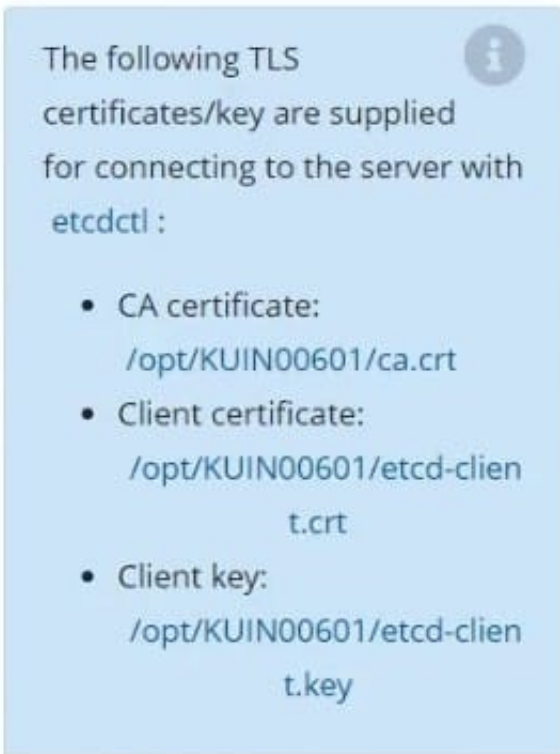 The following TLS
certificates/key are supplied
for connecting to the server with
etcdctl :
• CA certificate:
/opt/KUIN00601/ca.crt
• Client certificate:
/opt/KUIN00601/etcd-clien
t.crt
• Client key:
/opt/KUIN00601/etcd-clien
t.key